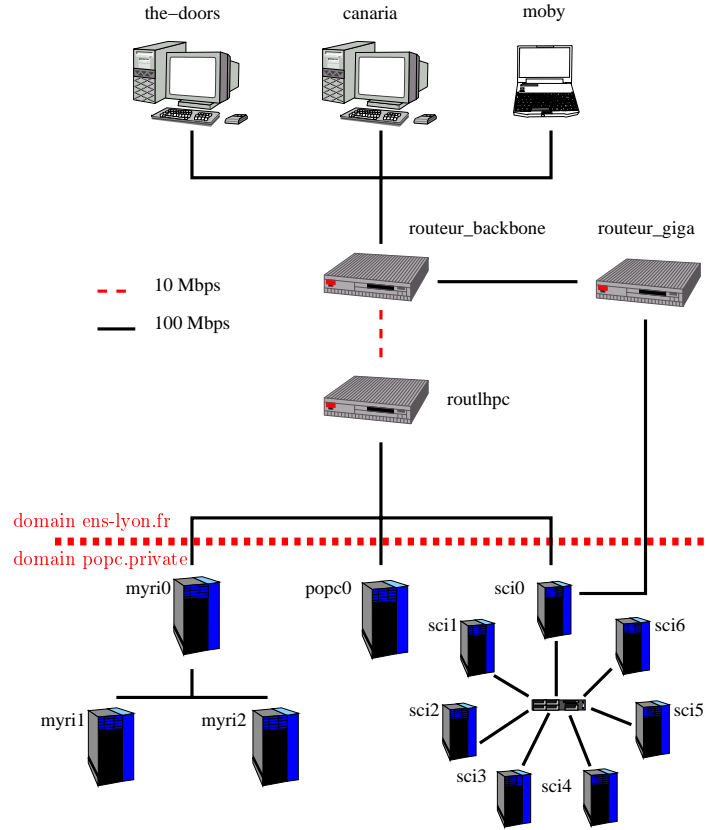 the−doors
canaria
moby
routeur_backbone
routeur_giga
10 Mbps
100 Mbps
routlhpc
domain ens-lyon.fr
domain popc.private
myri0
popc0
sci0
sci1
sci6
myri1
myri2
sci2
sci5
sci3
sci4